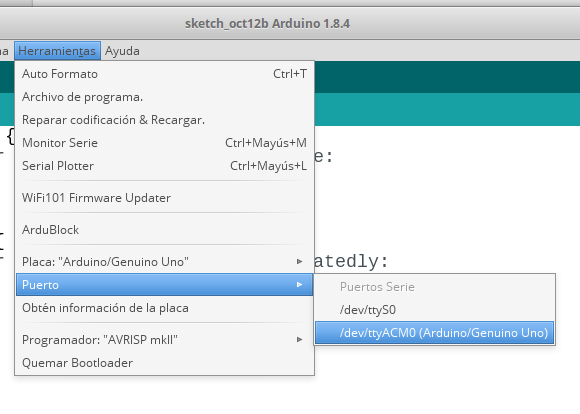 sketch_oct12b Arduino 1.8.4
Herramientas Ayuda
Auto Formato Ctrl+T
Archivo de programa.
Reparar codificación & Recargar.
Monitor Serie Ctrl+Mayús+M
Serial Plotter Ctrl+Mayús+L
WiFi101 Firmware Updater
ArduBlock
Placa: "Arduino/Genuino Uno"
Puerto
Obtén información de la placa
Programador: "AVRISP mkII"
Quemar Bootloader
Puertos Serie
/dev/ttyS0
/dev/ttyACM0 (Arduino/Genuino Uno)
{
e:
atedly: